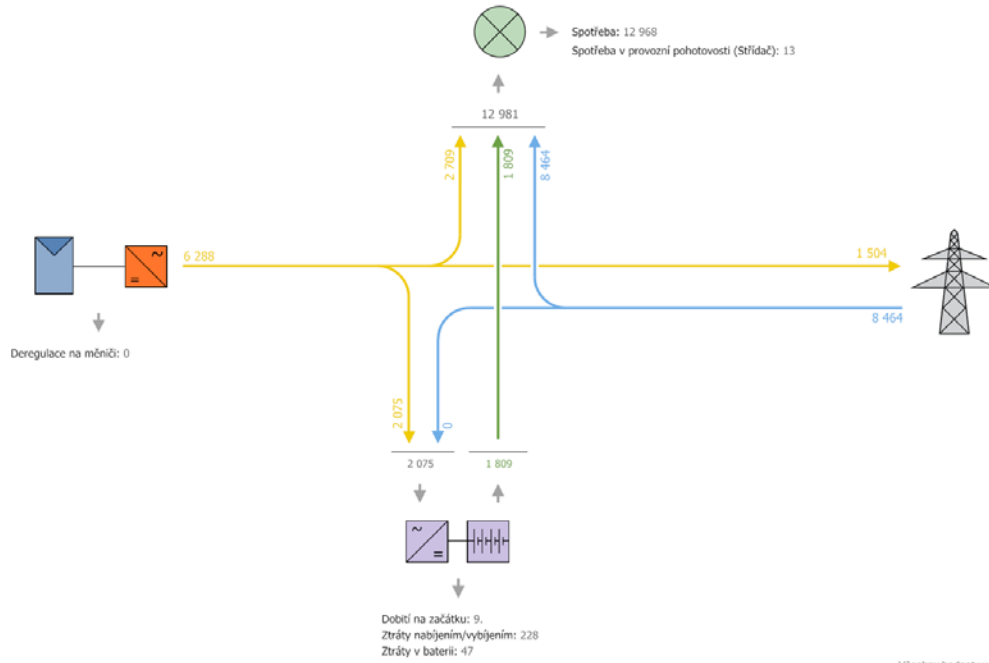 Spotřeba: 12 968
Spotřeba v provozní pohotovosti (Střídač): 13
12 981
2 709
1 809
8 464
6 288
1 504
8 464
Deregulace na měniči: 0
2 075
0
2 075
1 809
Dobití na začátku: 9.
Ztráty nabíjením/vybíjením: 228
Ztráty v baterii: 47